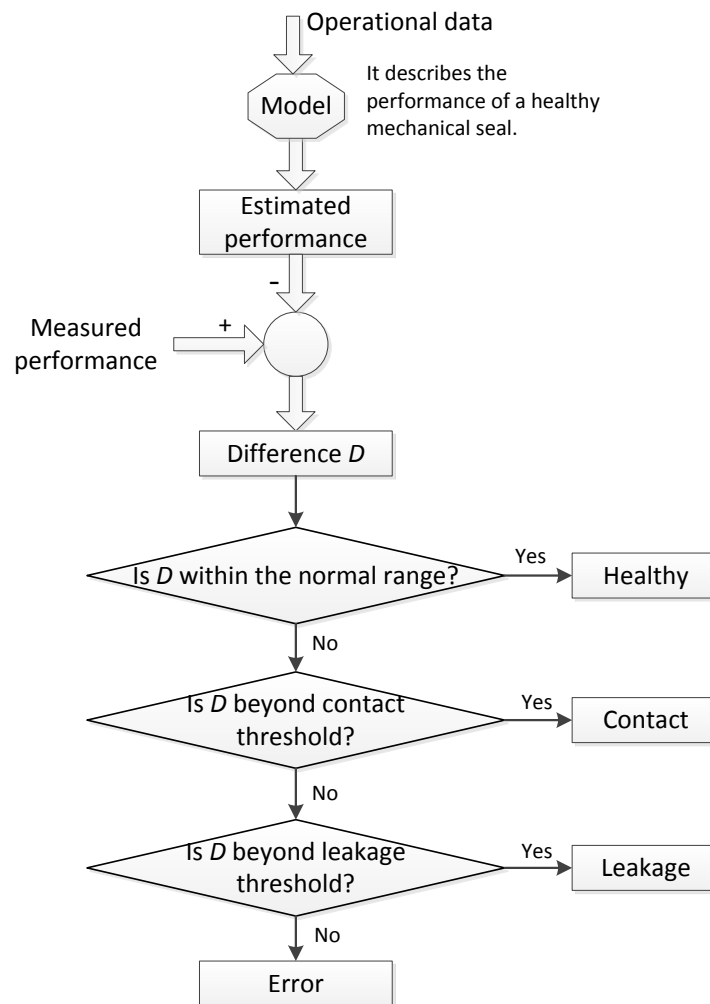 Operational data
Model
It describes the
performance of a healthy
mechanical seal.
Estimated
performance
-
Measured
performance
+
Difference D
Is D within the normal range?
Yes
Healthy
No
Is D beyond contact
threshold?
Yes
Contact
No
Is D beyond leakage
threshold?
Yes
Leakage
No
Error